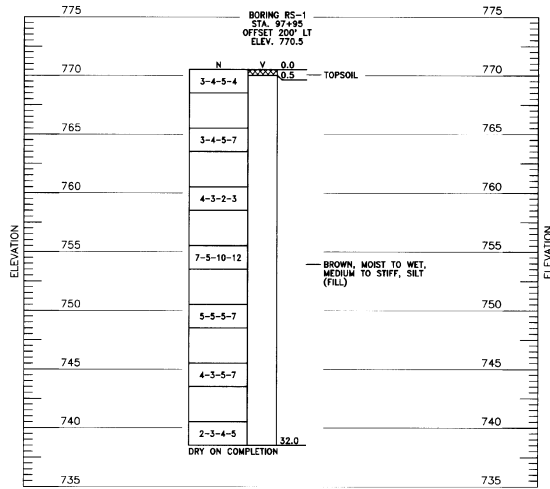 775 775
BORING RS-1
STA. 97+95
OFFSET 200' LT
ELEV. 770.5
N V 0.0
770 3-4-5-4 0.5 TOPSOIL 770
765 3-4-5-7 765
760 4-3-2-3 760
ELEVATION
755 7-5-10-12 755
ELEVATION
BROWN, MOIST TO WET,
MEDIUM TO STIFF, SILT
(FILL)
750 5-5-5-7 750
745 4-3-5-7 745
740 2-3-4-5 740
32.0
DRY ON COMPLETION
735 735